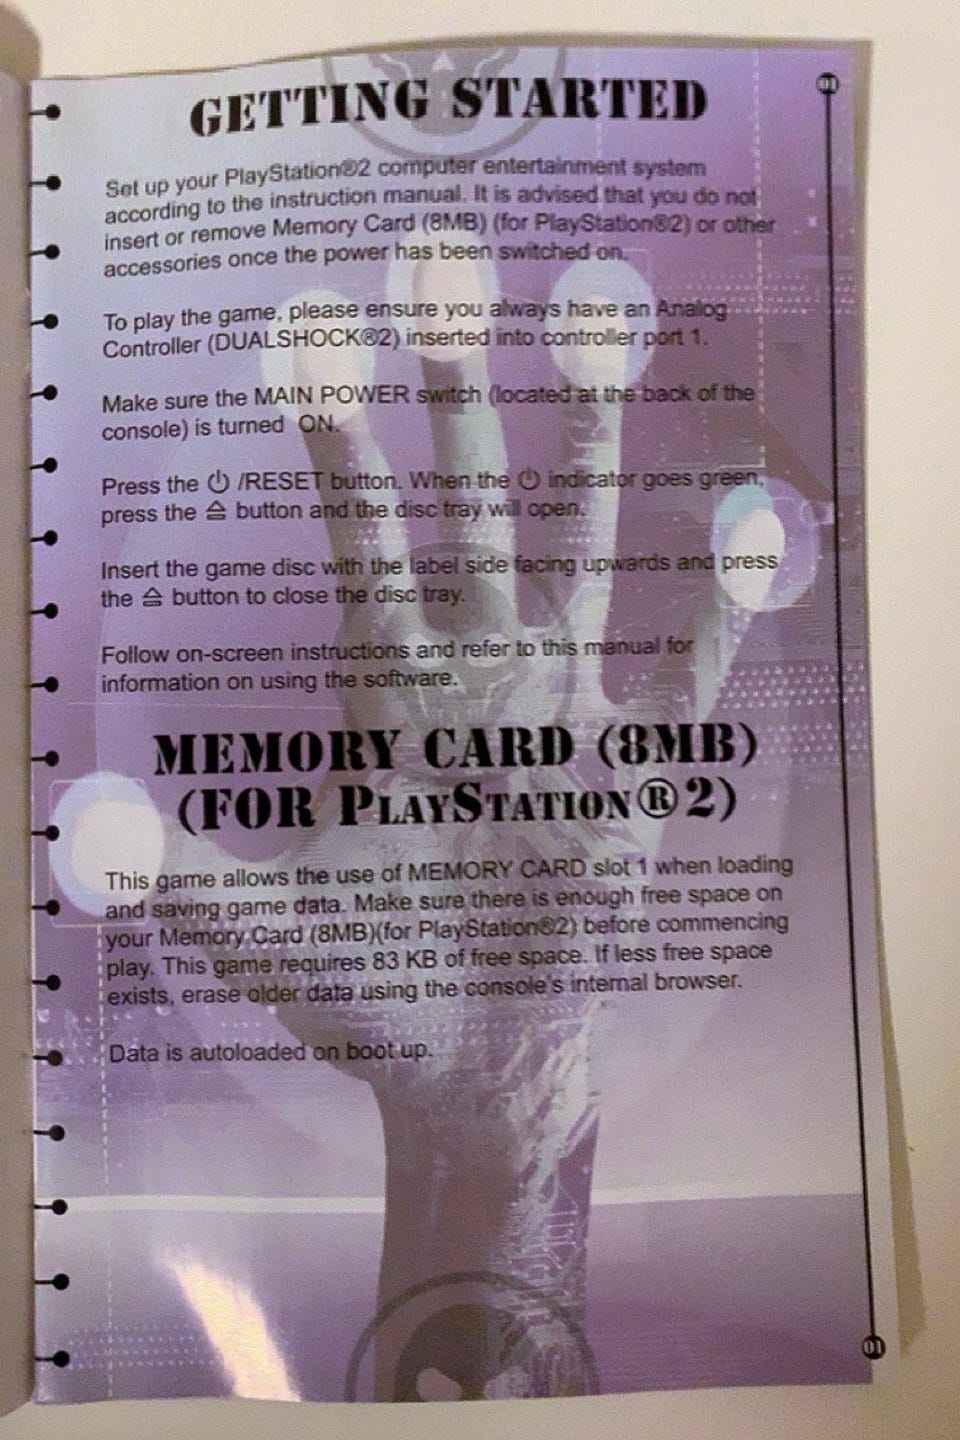 01
GETTING STARTED
Set up your PlayStation®2 computer entertainment system
according to the instruction manual. It is advised that you do not
insert or remove Memory Card (8MB) (for PlayStation®2) or other
accessories once the power has been switched on.
To play the game, please ensure you always have an Analog
Controller (DUALSHOCK®2) inserted into controller port 1.
Make sure the MAIN POWER switch (located at the back of the
console) is turned ON.
Press the ⏻ /RESET button. When the ⏻ indicator goes green,
press the ⏏ button and the disc tray will open.
Insert the game disc with the label side facing upwards and press
the ⏏ button to close the disc tray.
Follow on-screen instructions and refer to this manual for
information on using the software.
MEMORY CARD (8MB)
(FOR PLAYSTATION®2)
This game allows the use of MEMORY CARD slot 1 when loading
and saving game data. Make sure there is enough free space on
your Memory Card (8MB)(for PlayStation®2) before commencing
play. This game requires 83 KB of free space. If less free space
exists, erase older data using the console's internal browser.
Data is autoloaded on boot up.
01